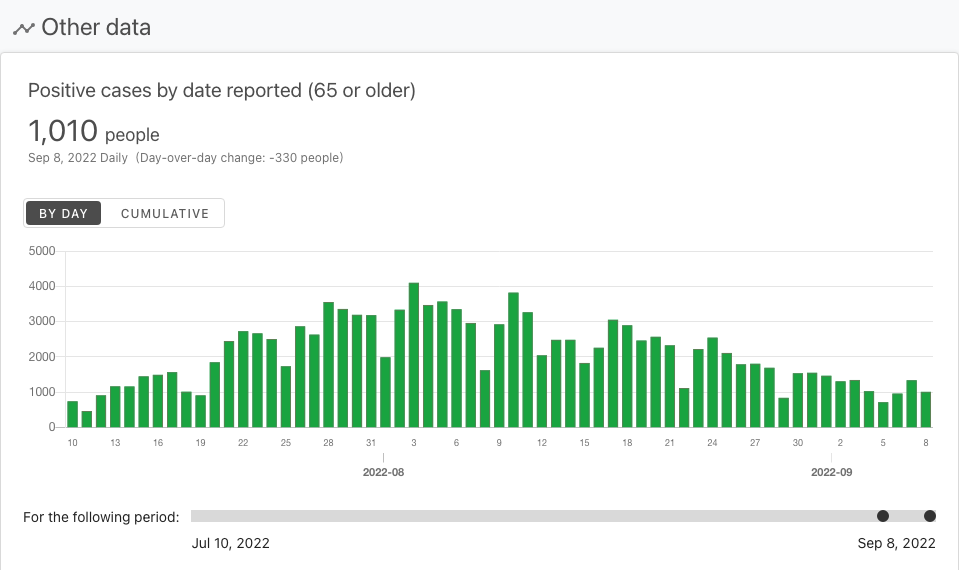 Other data
Positive cases by date reported (65 or older)
1,010 people
Sep 8, 2022 Daily (Day-over-day change: -330 people)
BY DAY CUMULATIVE
5000
4000
3000
2000
1000
0
10 13 16 19 22 25 28 31 3 6 9 12 15 18 21 24 27 30 2 5 8
2022-08 2022-09
For the following period:
Jul 10, 2022 Sep 8, 2022